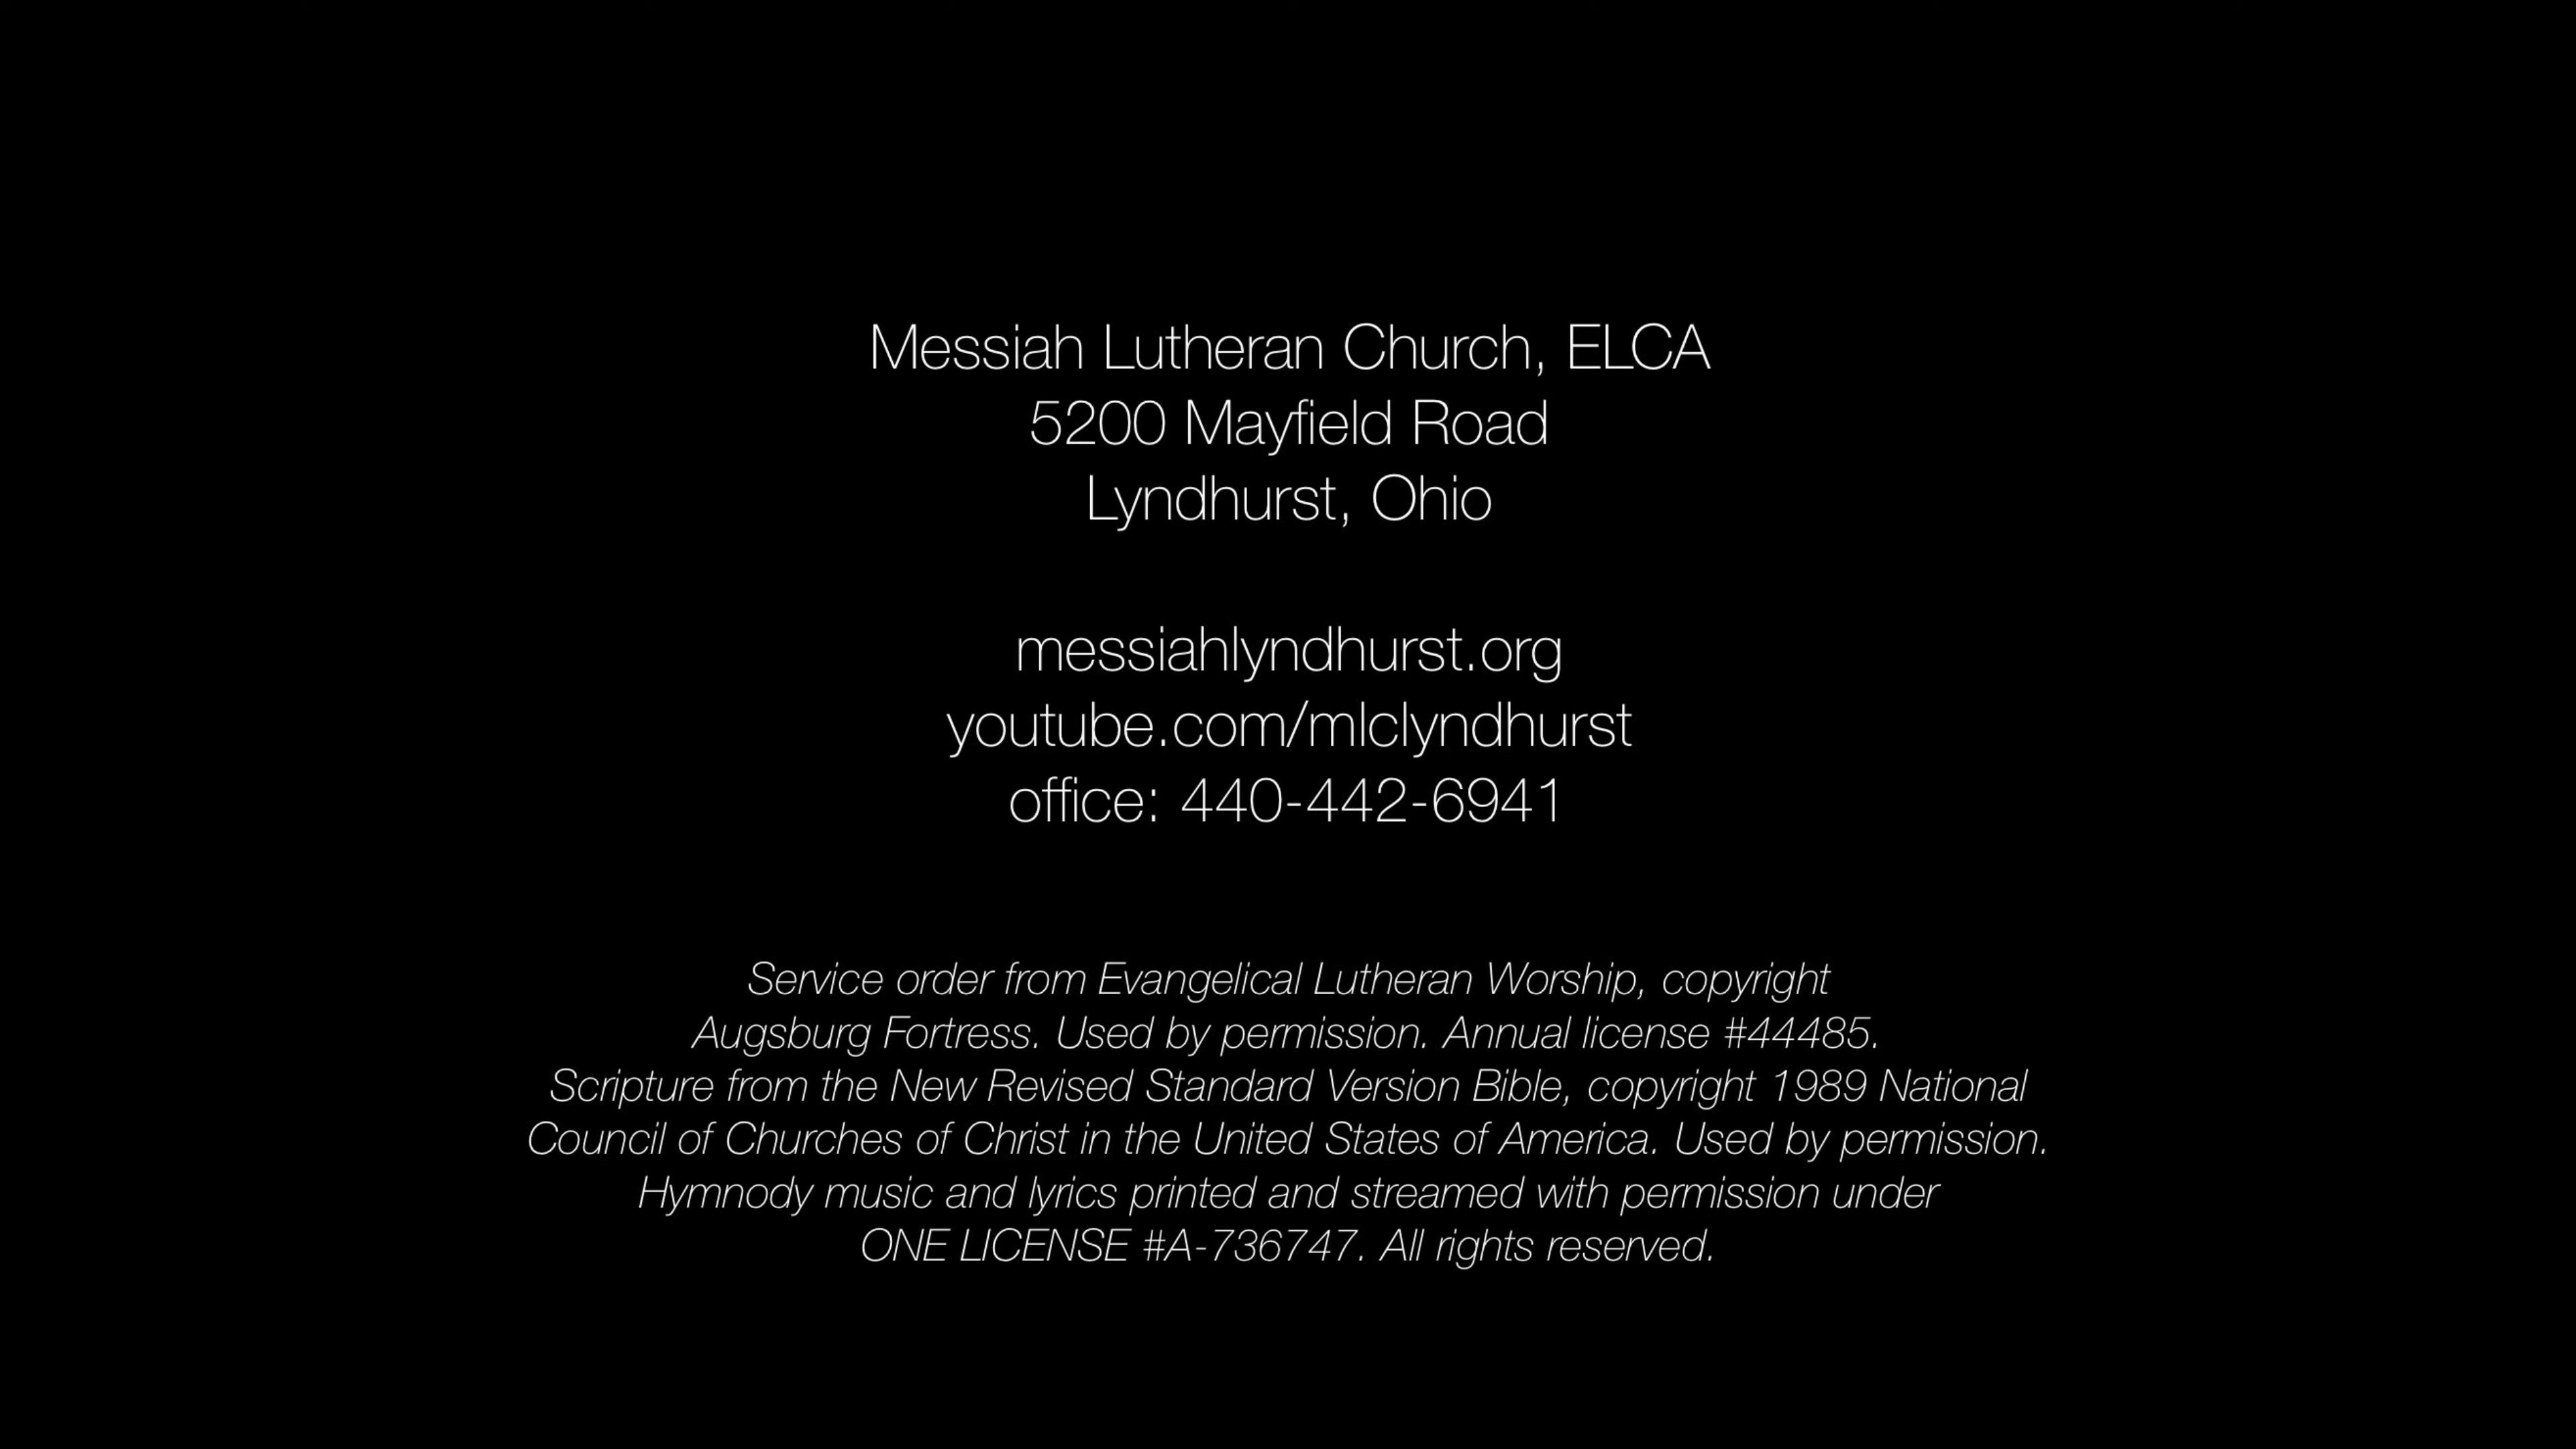 Messiah Lutheran Church, ELCA
5200 Mayfield Road
Lyndhurst, Ohio
messiahlyndhurst.org
youtube.com/mlclyndhurst
office: 440-442-6941
Service order from Evangelical Lutheran Worship, copyright
Augsburg Fortress. Used by permission. Annual license #44485.
Scripture from the New Revised Standard Version Bible, copyright 1989 National
Council of Churches of Christ in the United States of America. Used by permission.
Hymnody music and lyrics printed and streamed with permission under
ONE LICENSE #A-736747. All rights reserved.